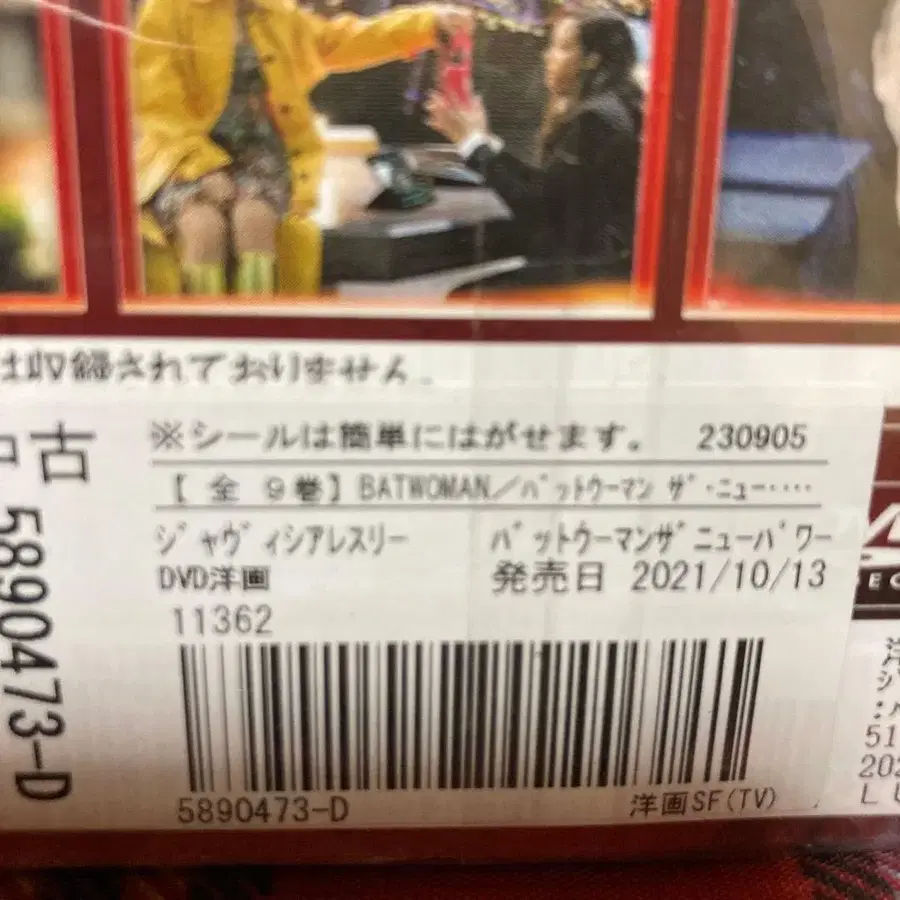 収録されておりません.
※シールは簡単にはがせます。 230905
【 全 9巻】BATWOMAN/バットウーマン ザ・ニュー・・・・
ジャヴィシアレスリー バットウーマンザニューパワー
DVD洋画 発売日 2021/10/13
11362
5890473-D 洋画SF(TV)
古
5890473-D
51
202